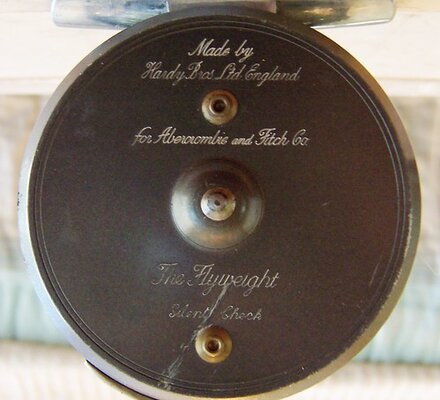 Made by
Hardy Bros. Ltd. England
for Abercrombie and Fitch Co
The Flyweight
Silent Check